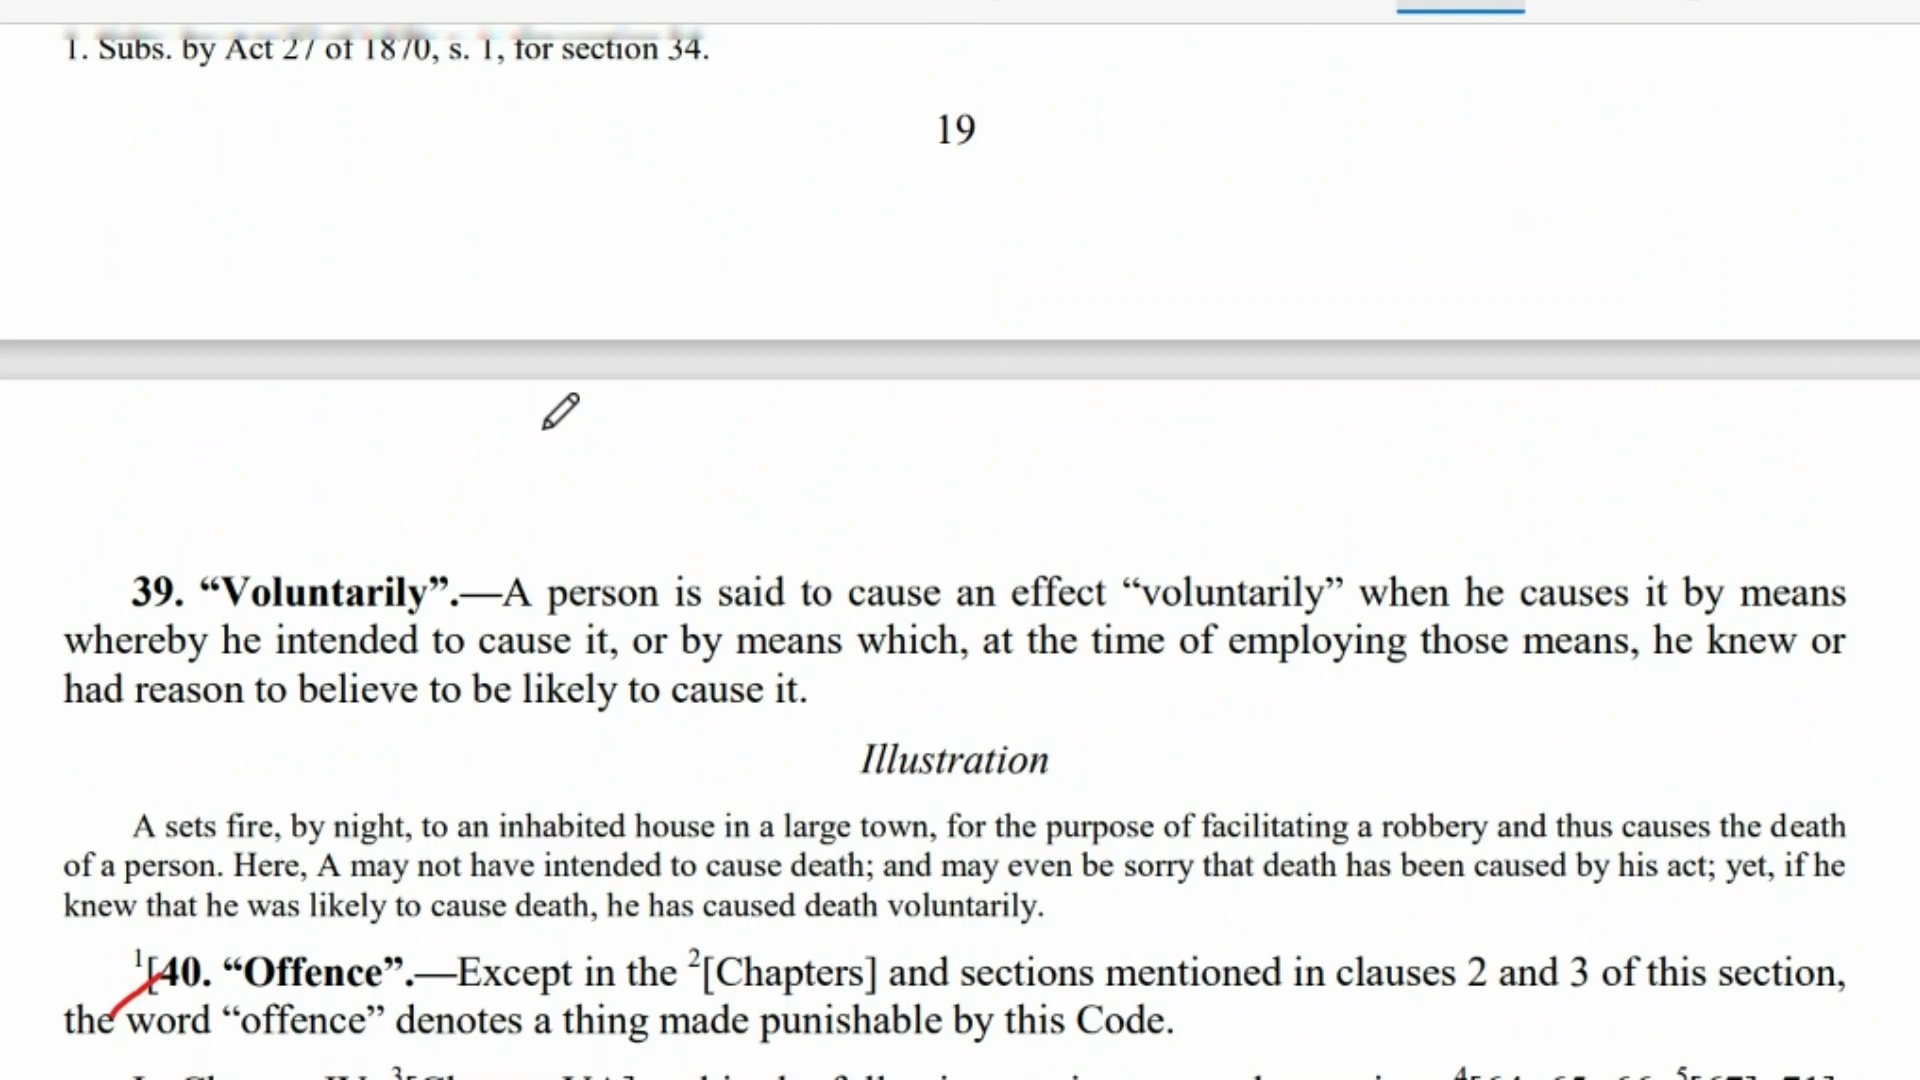 1. Subs. by Act 27 of 1870, s. 1, for section 34.
19
39. “Voluntarily”.—A person is said to cause an effect “voluntarily” when he causes it by means
whereby he intended to cause it, or by means which, at the time of employing those means, he knew or
had reason to believe to be likely to cause it.
Illustration
A sets fire, by night, to an inhabited house in a large town, for the purpose of facilitating a robbery and thus causes the death
of a person. Here, A may not have intended to cause death; and may even be sorry that death has been caused by his act; yet, if he
knew that he was likely to cause death, he has caused death voluntarily.
1[40. “Offence”.—Except in the 2[Chapters] and sections mentioned in clauses 2 and 3 of this section,
the word “offence” denotes a thing made punishable by this Code.